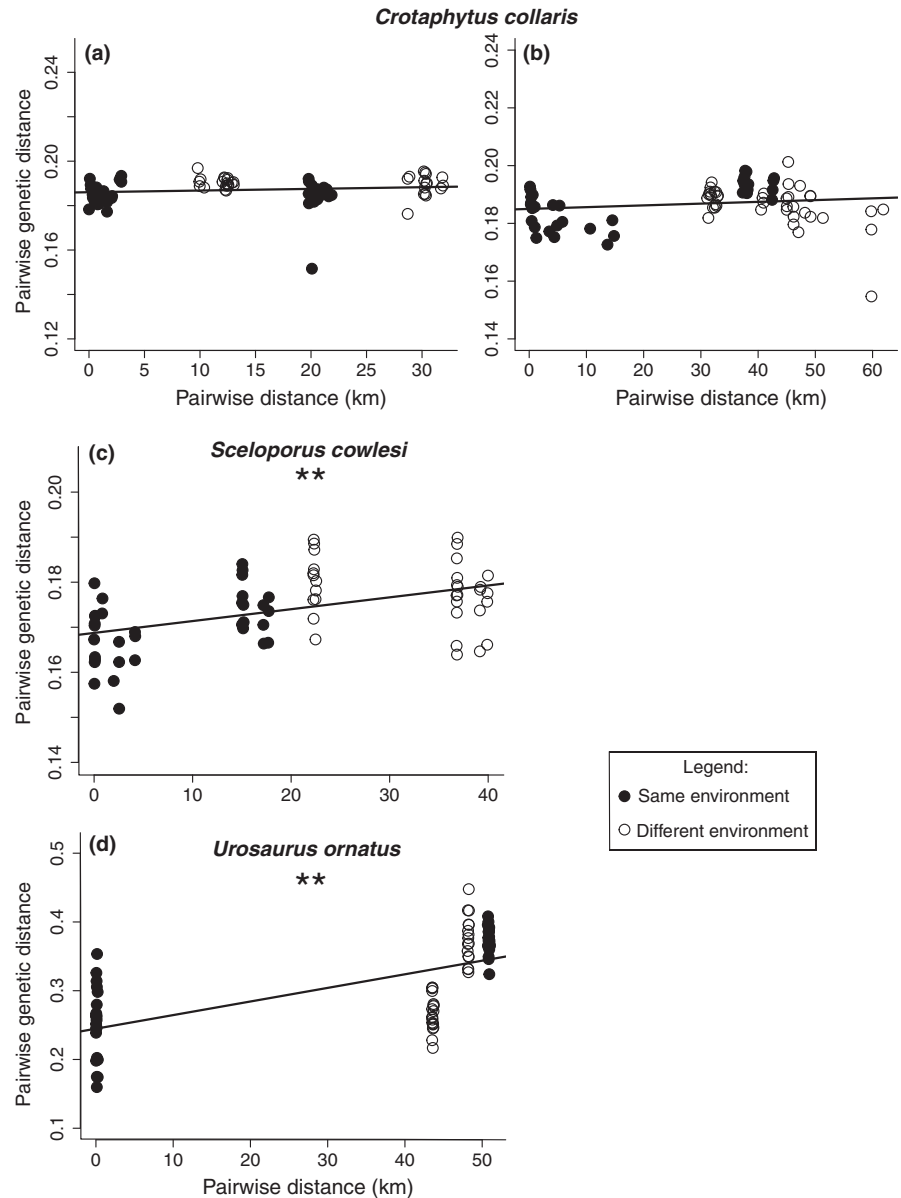 Crotaphytus collaris
(a)
(b)
Pairwise genetic distance
0.12 0.16 0.20 0.24
0 5 10 15 20 25 30
Pairwise distance (km)
0.14 0.16 0.18 0.20 0.22 0.24
0 10 20 30 40 50 60
Pairwise distance (km)
(c)
Sceloporus cowlesi
**
Pairwise genetic distance
0.14 0.16 0.18 0.20
0 10 20 30 40
Legend:
Same environment
Different environment
(d)
Urosaurus ornatus
**
Pairwise genetic distance
0.1 0.2 0.3 0.4 0.5
0 10 20 30 40 50
Pairwise distance (km)